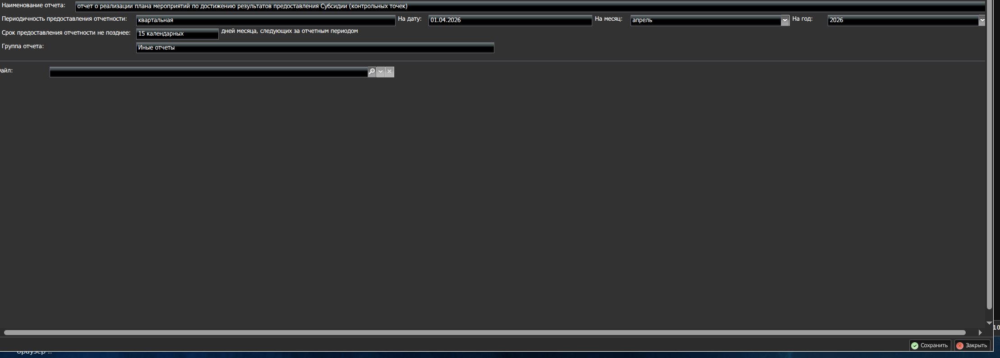 Наименование отчета: отчет о реализации плана мероприятий по достижению результатов предоставления Субсидии (контрольных точек)
Периодичность предоставления отчетности: квартальная На дату: 01.04.2026 На месяц: апрель На год: 2026
Срок предоставления отчетности не позднее: 15 календарных дней месяца, следующих за отчетным периодом
Группа отчета: Иные отчеты
айл:
10
Сохранить Закрыть
браузер ...